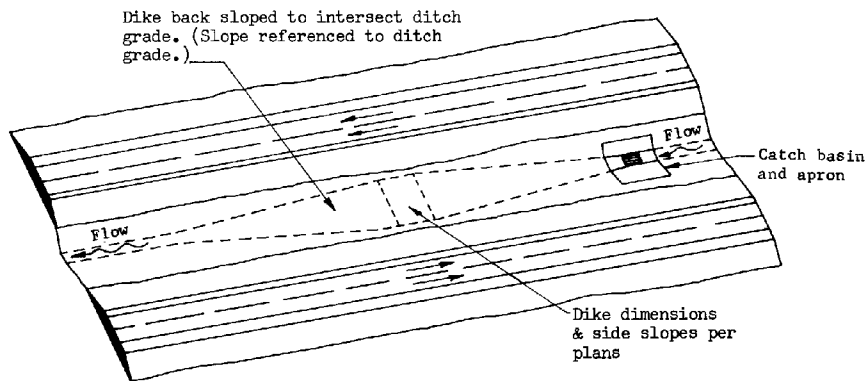 Dike back sloped to intersect ditch
grade. (Slope referenced to ditch
grade.)
Flow
Catch basin
and apron
Flow
Dike dimensions
& side slopes per
plans